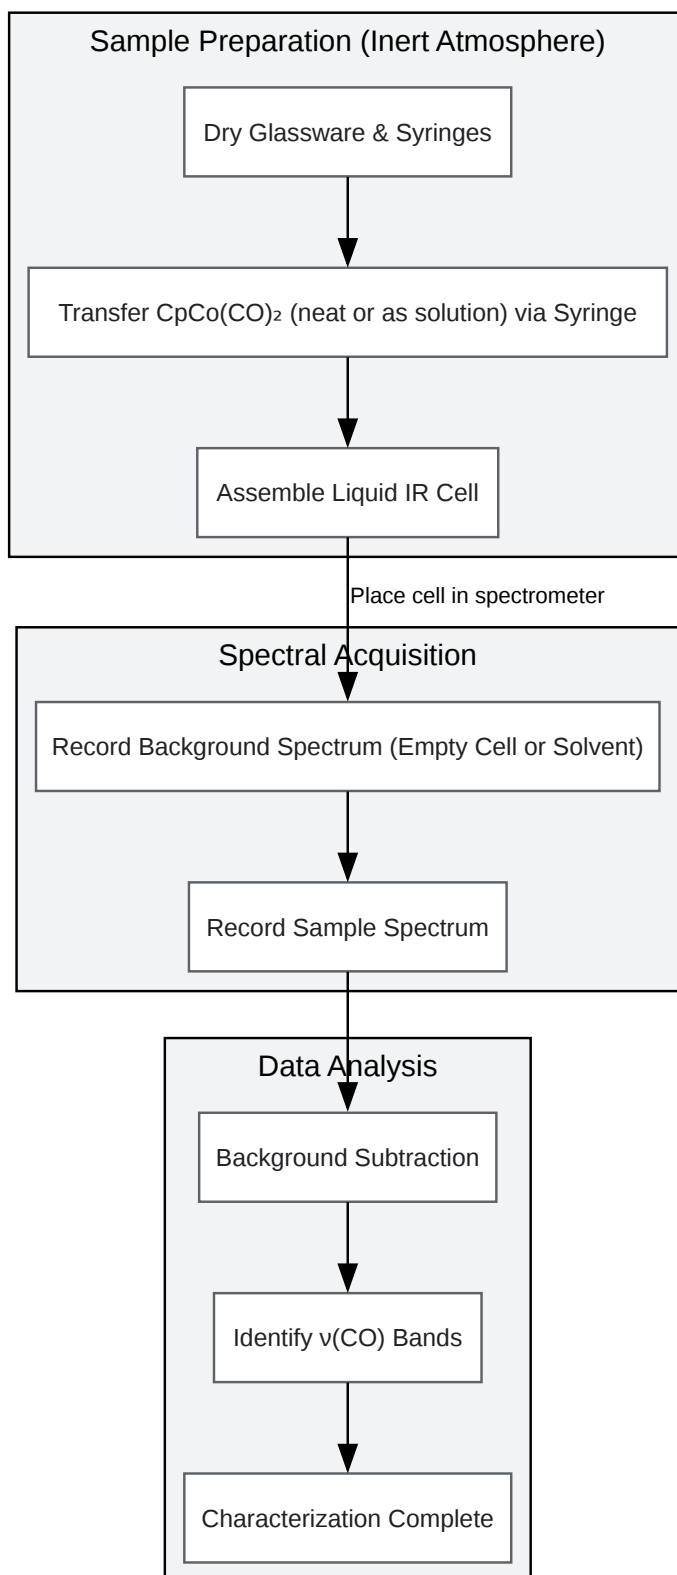 Sample Preparation (Inert Atmosphere)
Dry Glassware & Syringes
Transfer CpCo(CO)₂ (neat or as solution) via Syringe
Assemble Liquid IR Cell
Place cell in spectrometer
Spectral Acquisition
Record Background Spectrum (Empty Cell or Solvent)
Record Sample Spectrum
Data Analysis
Background Subtraction
Identify ν(CO) Bands
Characterization Complete